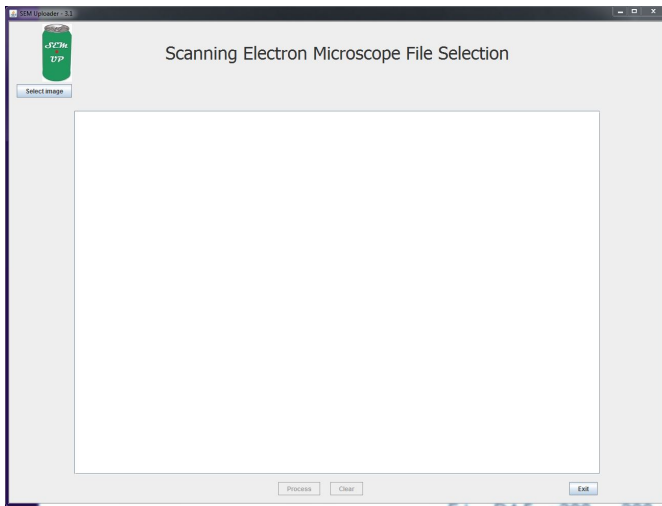 SEM Uploader - 3.1
SEM
UP
Scanning Electron Microscope File Selection
Select image
Process
Clear
Exit